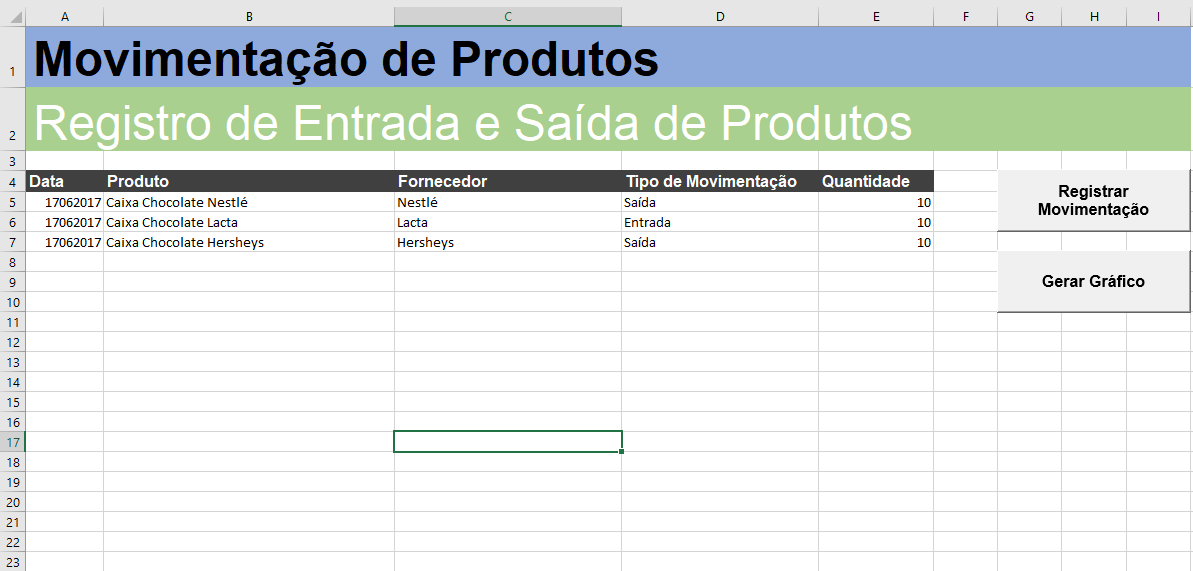 A B C D E F G H I
1 Movimentação de Produtos
2 Registro de Entrada e Saída de Produtos
3
4 Data Produto Fornecedor Tipo de Movimentação Quantidade
5 17062017 Caixa Chocolate Nestlé Nestlé Saída 10
6 17062017 Caixa Chocolate Lacta Lacta Entrada 10
7 17062017 Caixa Chocolate Hersheys Hersheys Saída 10
Registrar
Movimentação
Gerar Gráfico
8
9
10
11
12
13
14
15
16
17
18
19
20
21
22
23